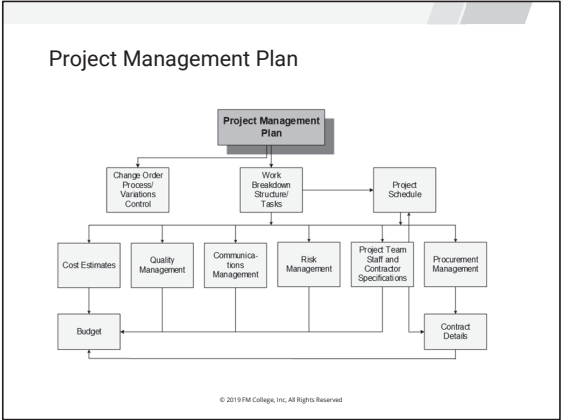 Project Management Plan
Project Management
Plan
Change Order
Process/
Variations
Control
Work
Breakdown
Structure/
Tasks
Project
Schedule
Cost Estimates
Quality
Management
Communica-
tions
Management
Risk
Management
Project Team
Staff and
Contractor
Specifications
Procurement
Management
Budget
Contract
Details
© 2019 FM College, Inc, All Rights Reserved